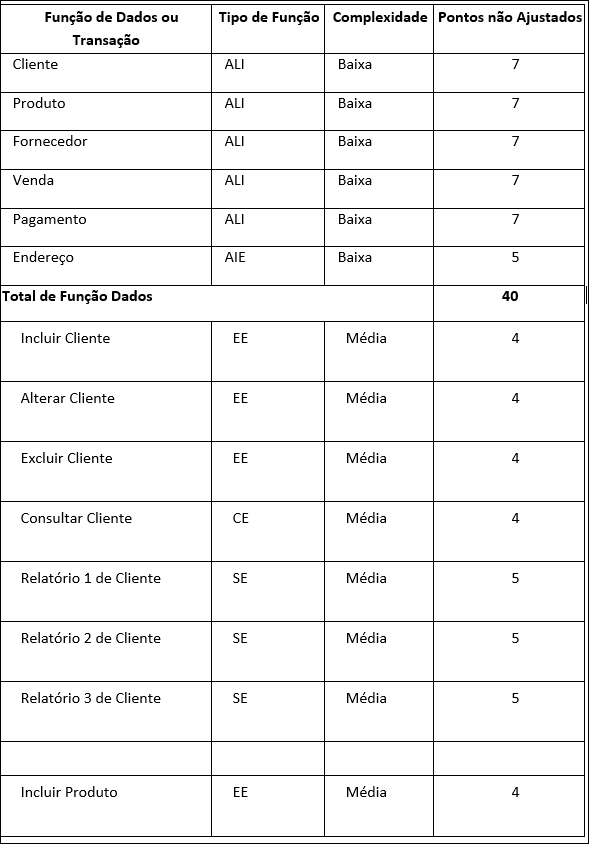 Função de Dados ou Transação Tipo de Função Complexidade Pontos não Ajustados
Cliente ALI Baixa 7
Produto ALI Baixa 7
Fornecedor ALI Baixa 7
Venda ALI Baixa 7
Pagamento ALI Baixa 7
Endereço AIE Baixa 5
Total de Função Dados 40
Incluir Cliente EE Média 4
Alterar Cliente EE Média 4
Excluir Cliente EE Média 4
Consultar Cliente CE Média 4
Relatório 1 de Cliente SE Média 5
Relatório 2 de Cliente SE Média 5
Relatório 3 de Cliente SE Média 5
Incluir Produto EE Média 4